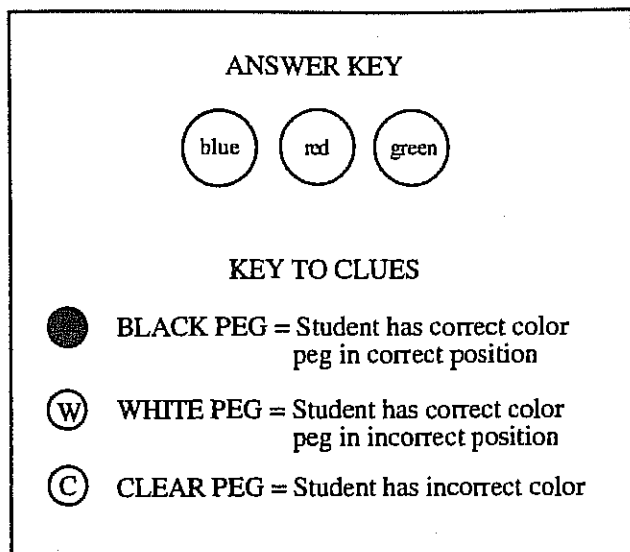 ANSWER KEY
blue red green
KEY TO CLUES
BLACK PEG = Student has correct color
peg in correct position
W WHITE PEG = Student has correct color
peg in incorrect position
C CLEAR PEG = Student has incorrect color